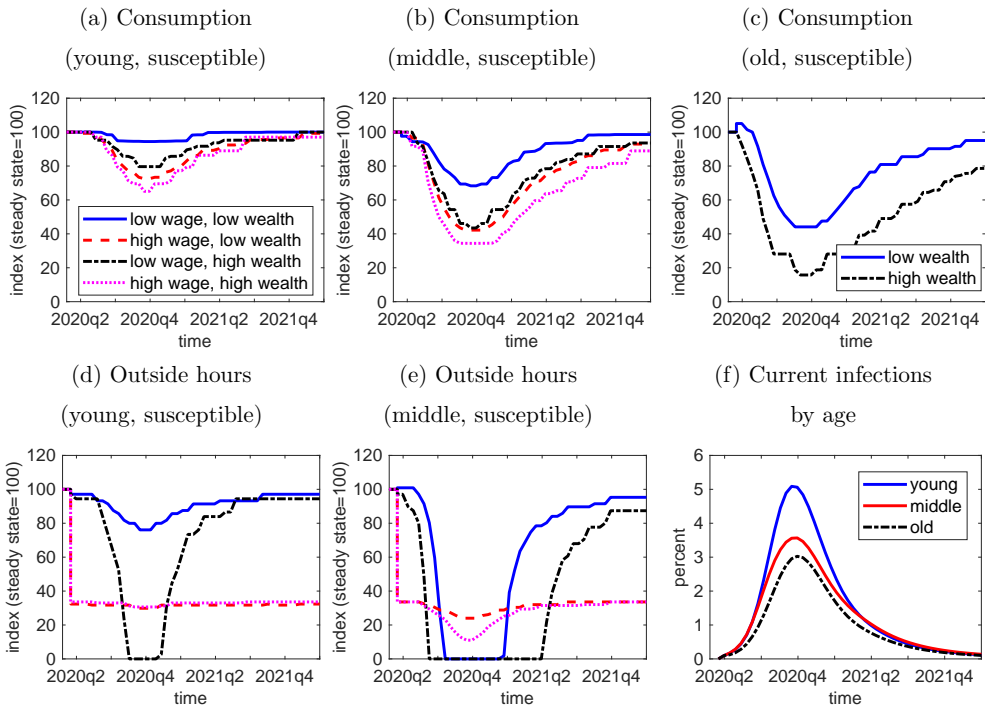 (a) Consumption
(young, susceptible)
120
100
80
60
40
20
0
index (steady state=100)
low wage, low wealth
high wage, low wealth
low wage, high wealth
high wage, high wealth
2020q2 2020q4 2021q2 2021q4
time
(b) Consumption
(middle, susceptible)
120
100
80
60
40
20
0
index (steady state=100)
2020q2 2020q4 2021q2 2021q4
time
(c) Consumption
(old, susceptible)
120
100
80
60
40
20
0
index (steady state=100)
low wealth
high wealth
2020q2 2020q4 2021q2 2021q4
time
(d) Outside hours
(young, susceptible)
120
100
80
60
40
20
0
index (steady state=100)
2020q2 2020q4 2021q2 2021q4
time
(e) Outside hours
(middle, susceptible)
120
100
80
60
40
20
0
index (steady state=100)
2020q2 2020q4 2021q2 2021q4
time
(f) Current infections
by age
6
5
4
3
2
1
0
percent
young
middle
old
2020q2 2020q4 2021q2 2021q4
time